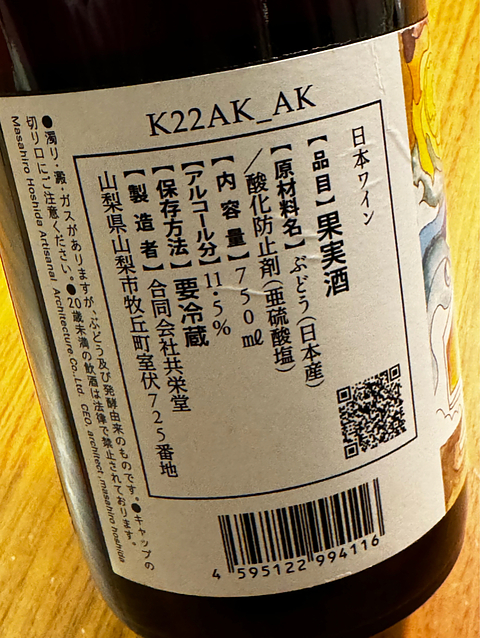 K22AK_AK
日本ワイン
【品目】果実酒
【原材料名】ぶどう(日本産)
／酸化防止剤(亜硫酸塩)
【内容量】750㎖
【アルコール分】11.5%
【保存方法】要冷蔵
【製造者】合同会社共栄堂
山梨県山梨市牧丘町室伏725番地
●濁り・澱・ガスがありますが、ぶどう及び発酵由来のものです。●キャップの
切り口にご注意ください。●20歳未満の飲酒は法律で禁止されております。
Masahiro Hoshida Artisanal Architecture Co.,Ltd. CEO, architect :masahiro hoshida
4 595122 994116